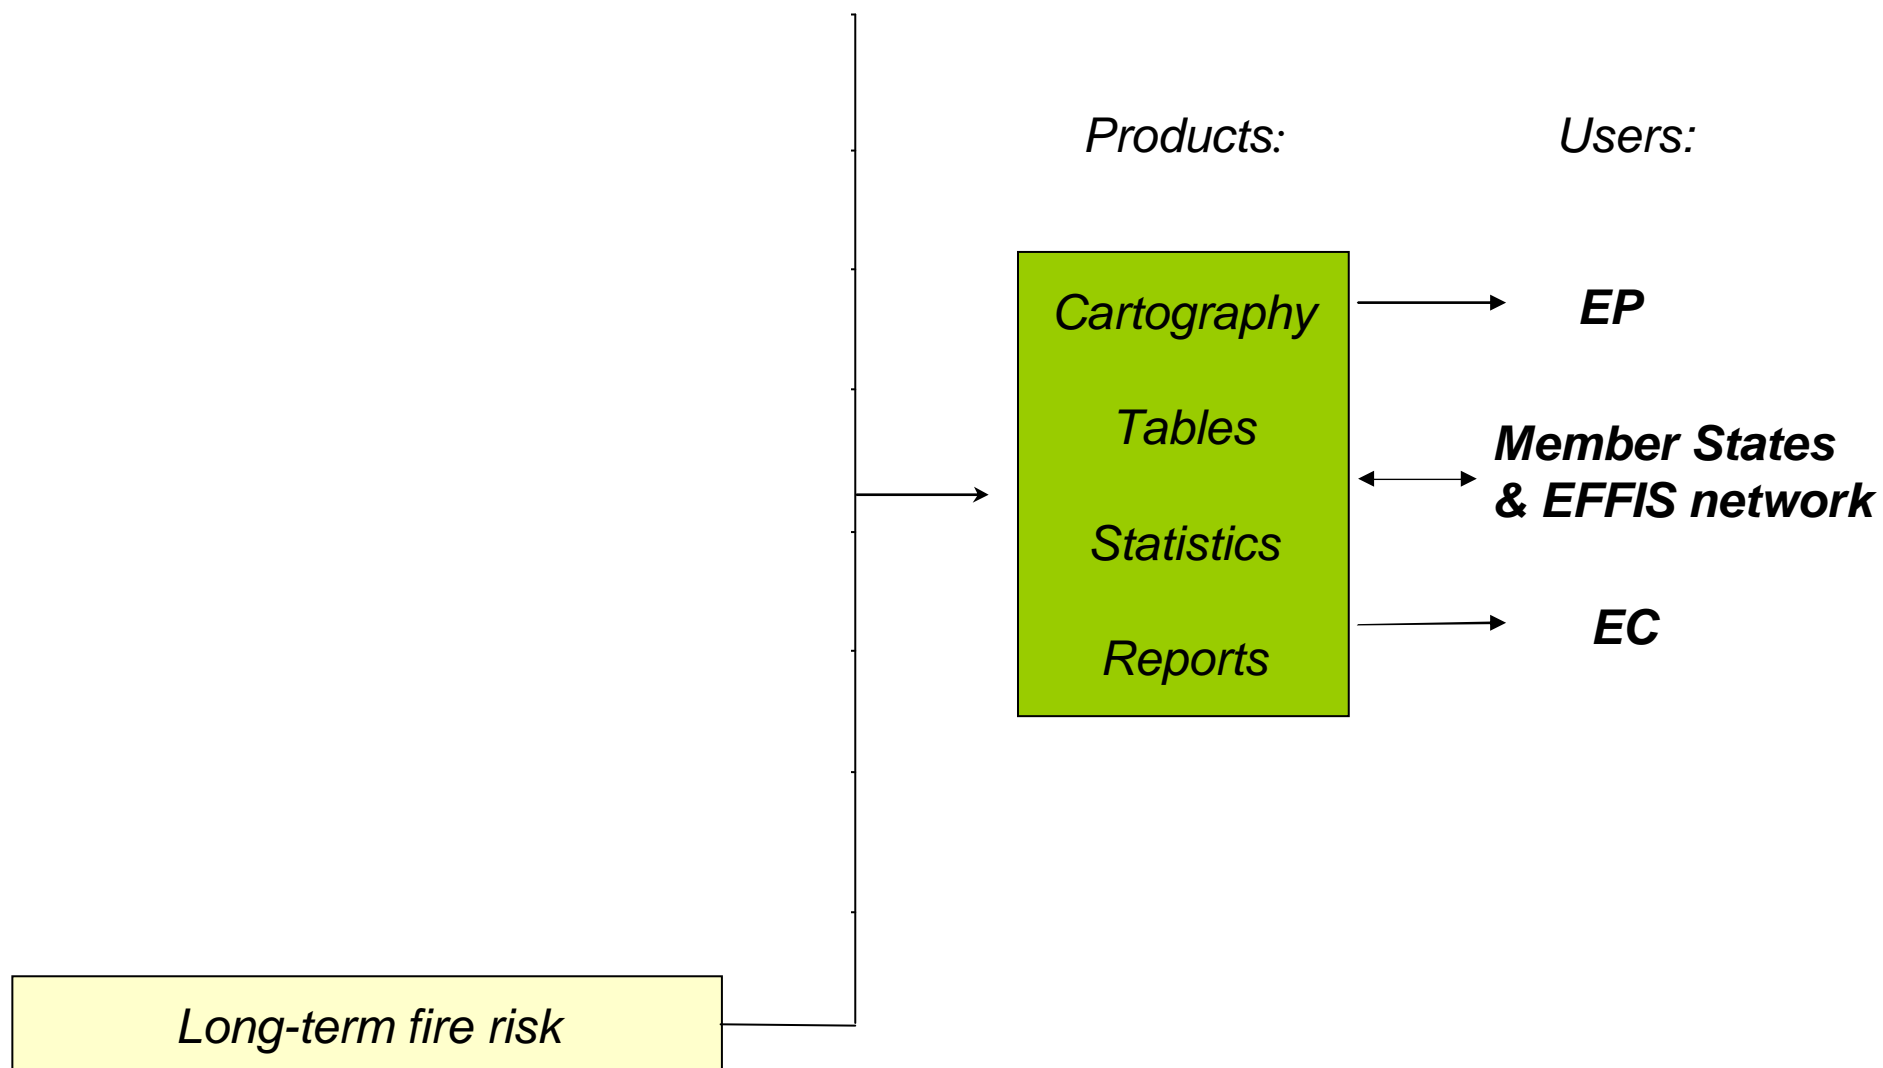 Products:
Users:
Cartography
Tables
Statistics
Reports
EP
Member States
& EFFIS network
EC
Long-term fire risk